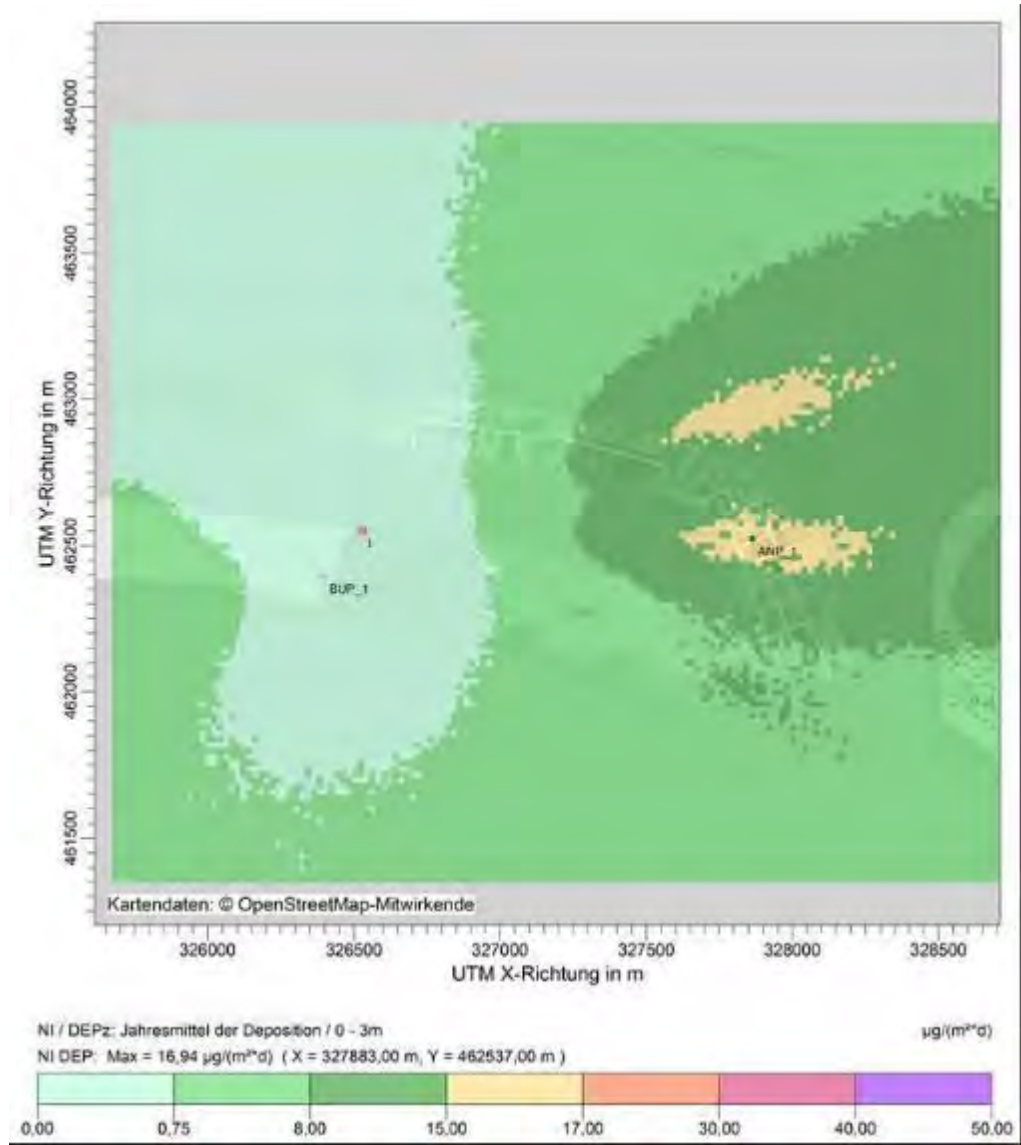 UTM Y-Richtung in m
464000
463500
463000
462500
462000
461500
1
BUP_1
ANP_1
Kartendaten: © OpenStreetMap-Mitwirkende
326000 326500 327000 327500 328000 328500
UTM X-Richtung in m
NI / DEPz: Jahresmittel der Deposition / 0 - 3m µg/(m²*d)
NI DEP: Max = 16,94 µg/(m²*d) ( X = 327883,00 m, Y = 462537,00 m )
0,00 0,75 8,00 15,00 17,00 30,00 40,00 50,00